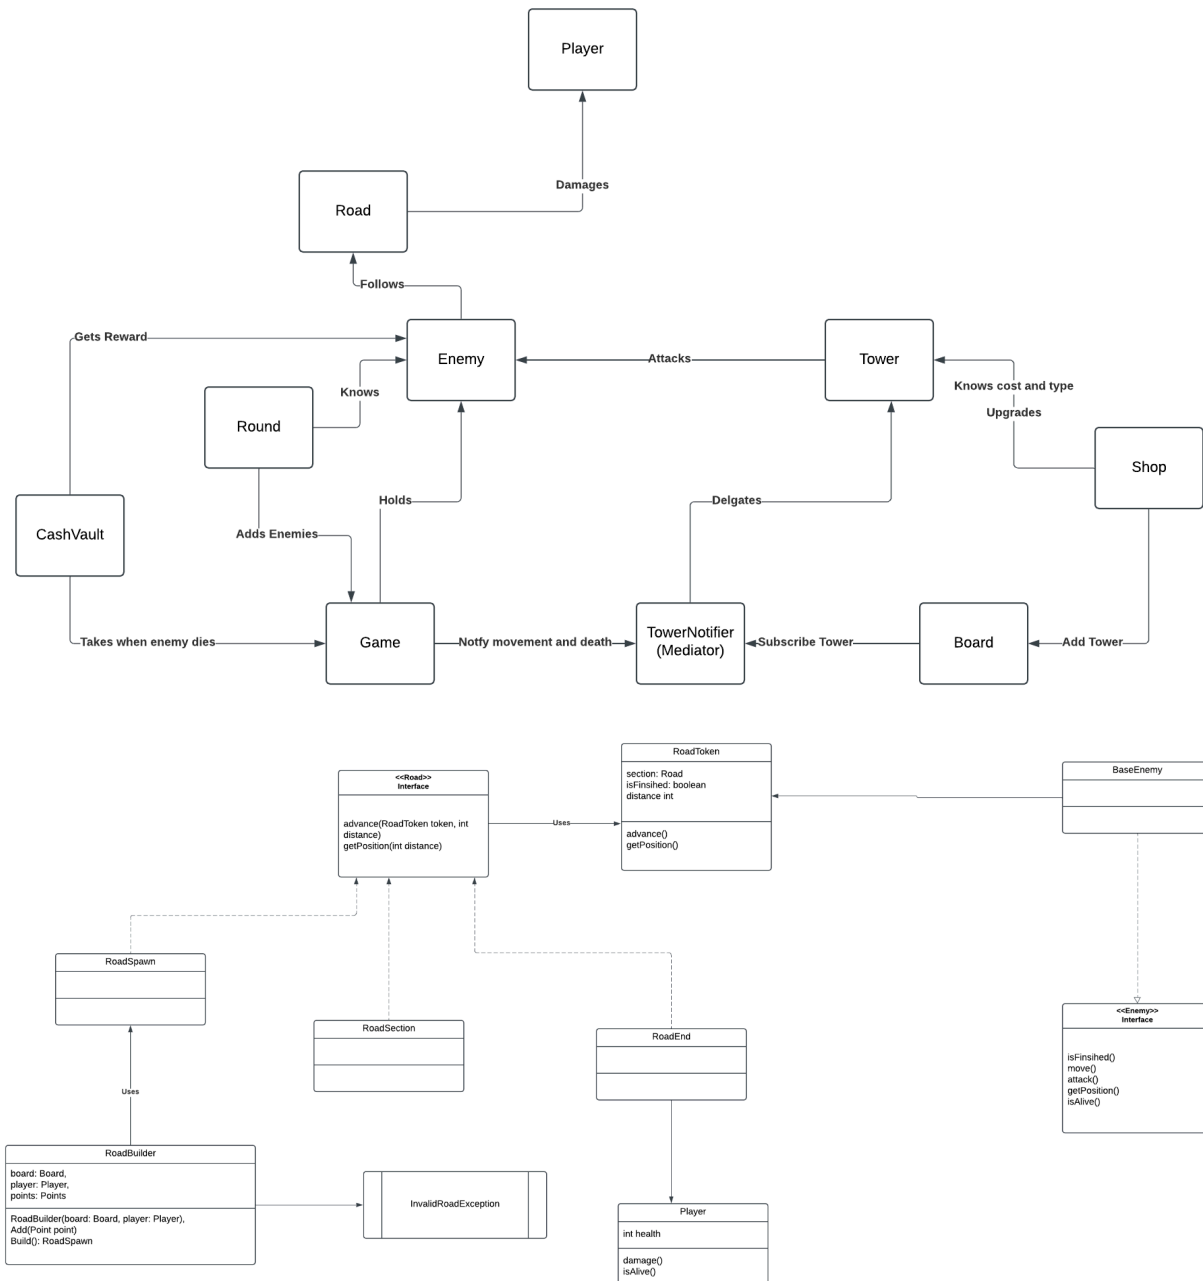 Player
Damages
Road
Follows
Gets Reward
Enemy
Attacks
Tower
Knows
Knows cost and type
Upgrades
Round
Shop
Holds
Delgates
CashVault
Adds Enemies
Takes when enemy dies
Game
Notfy movement and death
TowerNotifier
(Mediator)
Subscribe Tower
Board
Add Tower
RoadToken
section: Road
isFinsihed: boolean
distance int
advance()
getPosition()
<<Road>>
Interface
advance(RoadToken token, int
distance)
getPosition(int distance)
Uses
BaseEnemy
RoadSpawn
RoadSection
RoadEnd
<<Enemy>>
Interface
isFinsihed()
move()
attack()
getPosition()
isAlive()
Uses
RoadBuilder
board: Board,
player: Player,
points: Points
RoadBuilder(board: Board, player: Player),
Add(Point point)
Build(): RoadSpawn
InvalidRoadException
Player
int health
damage()
isAlive()